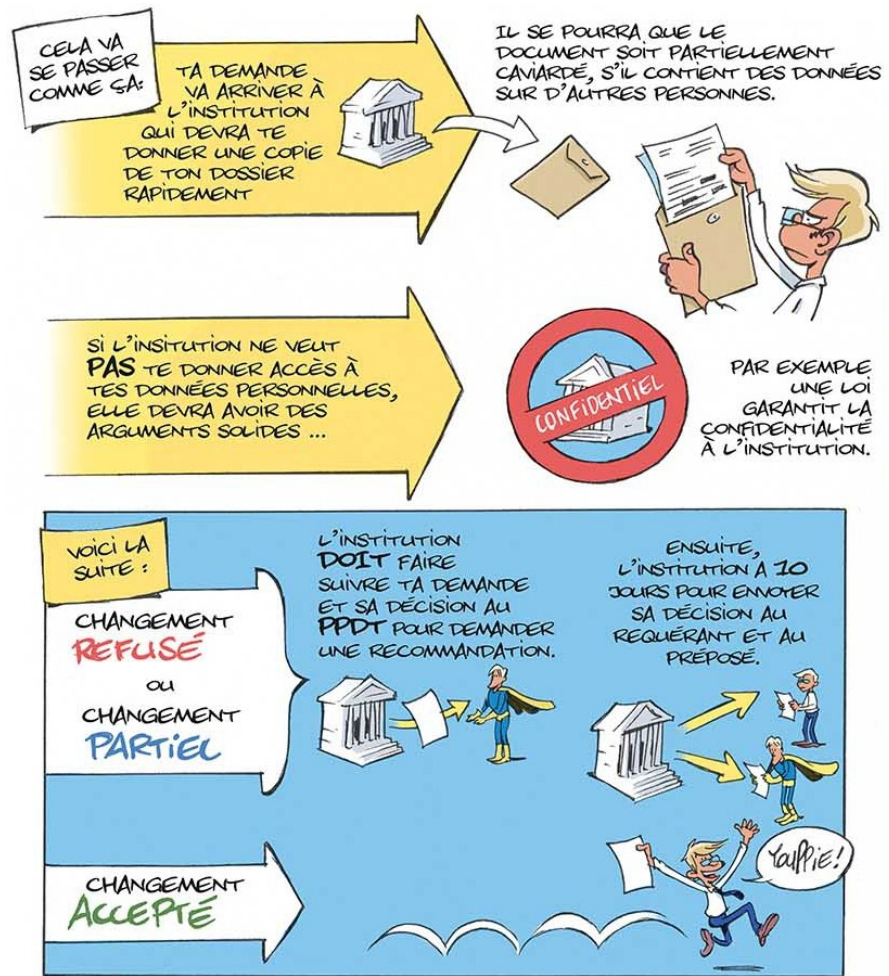 CELA VA
SE PASSER
COMME ÇA:
TA DEMANDE
VA ARRIVER À
L'INSTITUTION
QUI DEVRA TE
DONNER UNE COPIE
DE TON DOSSIER
RAPIDEMENT
IL SE POURRA QUE LE
DOCUMENT SOIT PARTIELLEMENT
CAVIARDÉ, S'IL CONTIENT DES DONNÉES
SUR D'AUTRES PERSONNES.
SI L'INSITUTION NE VEUT
PAS TE DONNER ACCÈS À
TES DONNÉES PERSONNELLES,
ELLE DEVRA AVOIR DES
ARGUMENTS SOLIDES ...
CONFIDENTIEL
PAR EXEMPLE
UNE LOI
GARANTIT LA
CONFIDENTIALITÉ
À L'INSTITUTION.
VOICI LA
SUITE :
CHANGEMENT
REFUSÉ
OU
CHANGEMENT
PARTIEL
L'INSTITUTION
DOIT FAIRE
SUIVRE TA DEMANDE
ET SA DÉCISION AU
PPDT POUR DEMANDER
UNE RECOMMANDATION.
ENSUITE,
L'INSTITUTION A 10
JOURS POUR ENVOYER
SA DÉCISION AU
REQUÉRANT ET AU
PRÉPOSÉ.
CHANGEMENT
ACCEPTÉ
YOUPPIE!